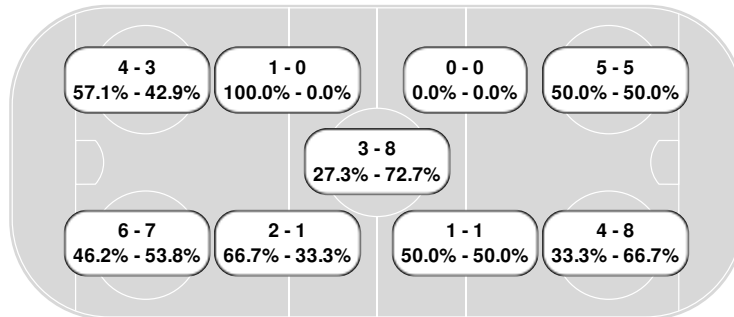 4 - 3
57.1% - 42.9%
1 - 0
100.0% - 0.0%
0 - 0
0.0% - 0.0%
5 - 5
50.0% - 50.0%
3 - 8
27.3% - 72.7%
6 - 7
46.2% - 53.8%
2 - 1
66.7% - 33.3%
1 - 1
50.0% - 50.0%
4 - 8
33.3% - 66.7%